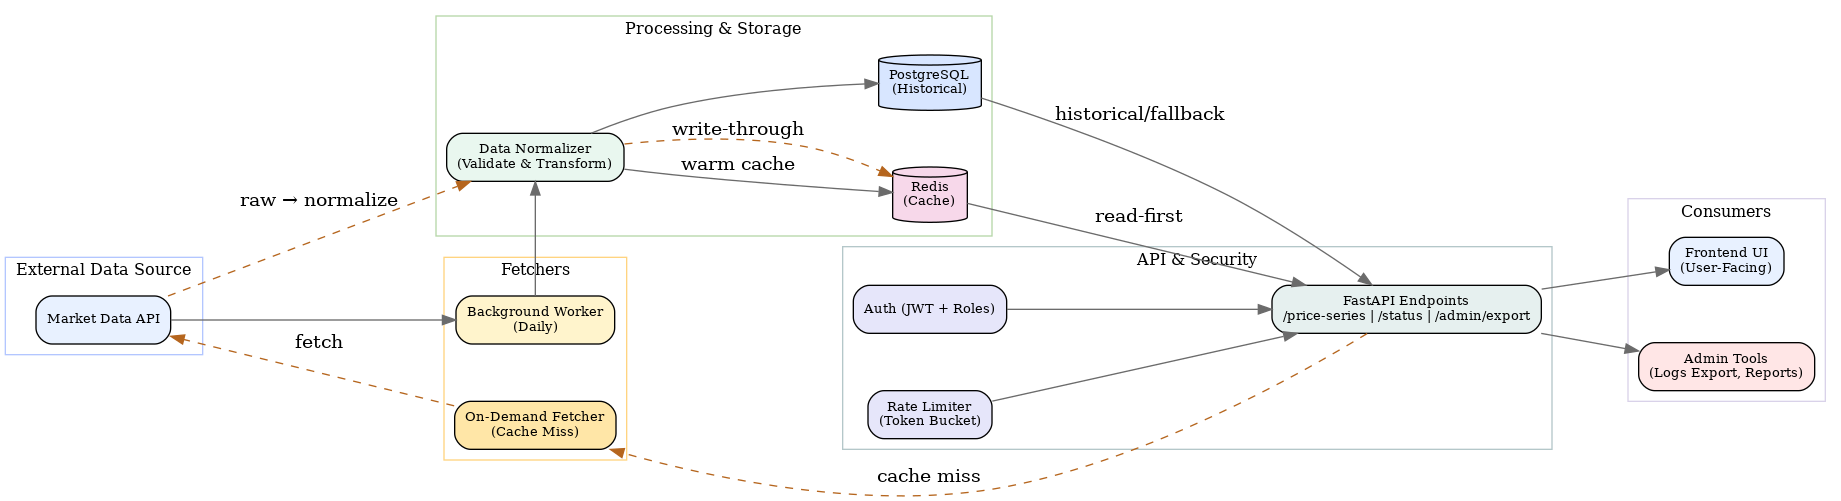 Processing & Storage
PostgreSQL
(Historical)
historical/fallback
write-through
Data Normalizer
(Validate & Transform)
warm cache
Redis
(Cache)
raw → normalize
read-first
Consumers
Frontend UI
(User-Facing)
External Data Source
Market Data API
Fetchers
Background Worker
(Daily)
API & Security
Auth (JWT + Roles)
FastAPI Endpoints
/price-series | /status | /admin/export
fetch
Admin Tools
(Logs Export, Reports)
On-Demand Fetcher
(Cache Miss)
Rate Limiter
(Token Bucket)
cache miss